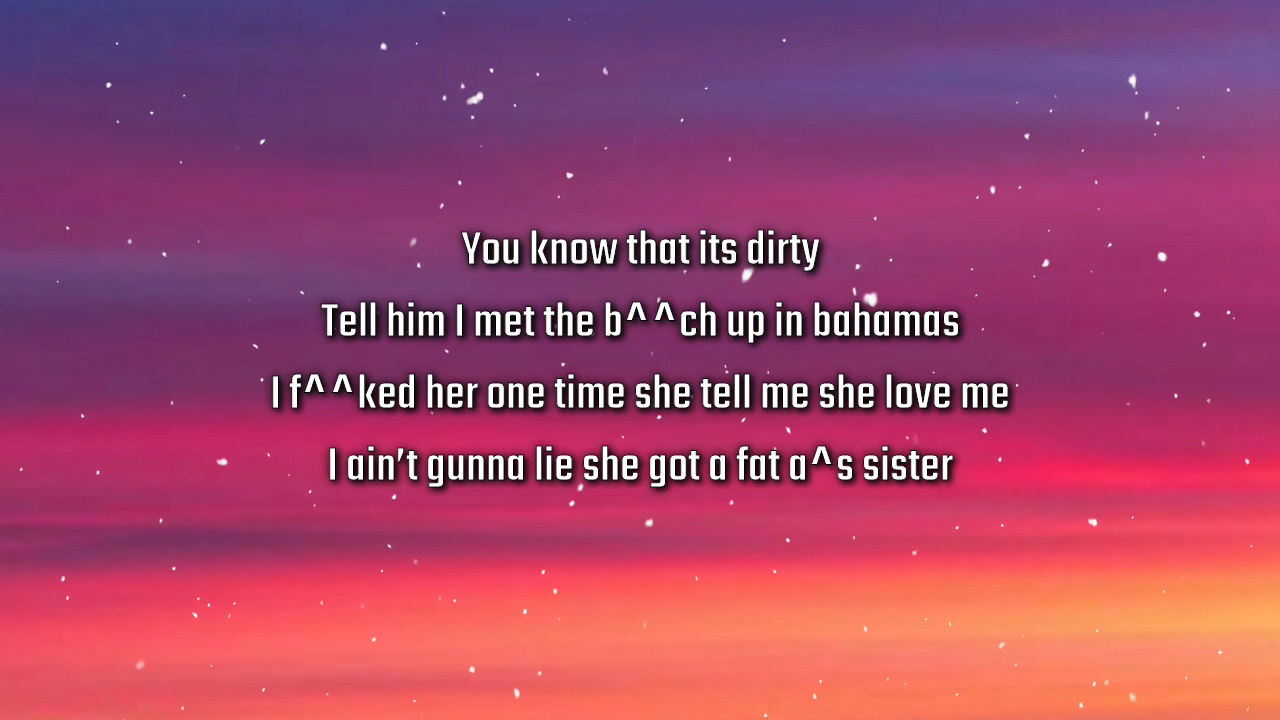 You know that its dirty
Tell him I met the b^^ch up in bahamas
I f^^ked her one time she tell me she love me
I ain’t gunna lie she got a fat a^s sister